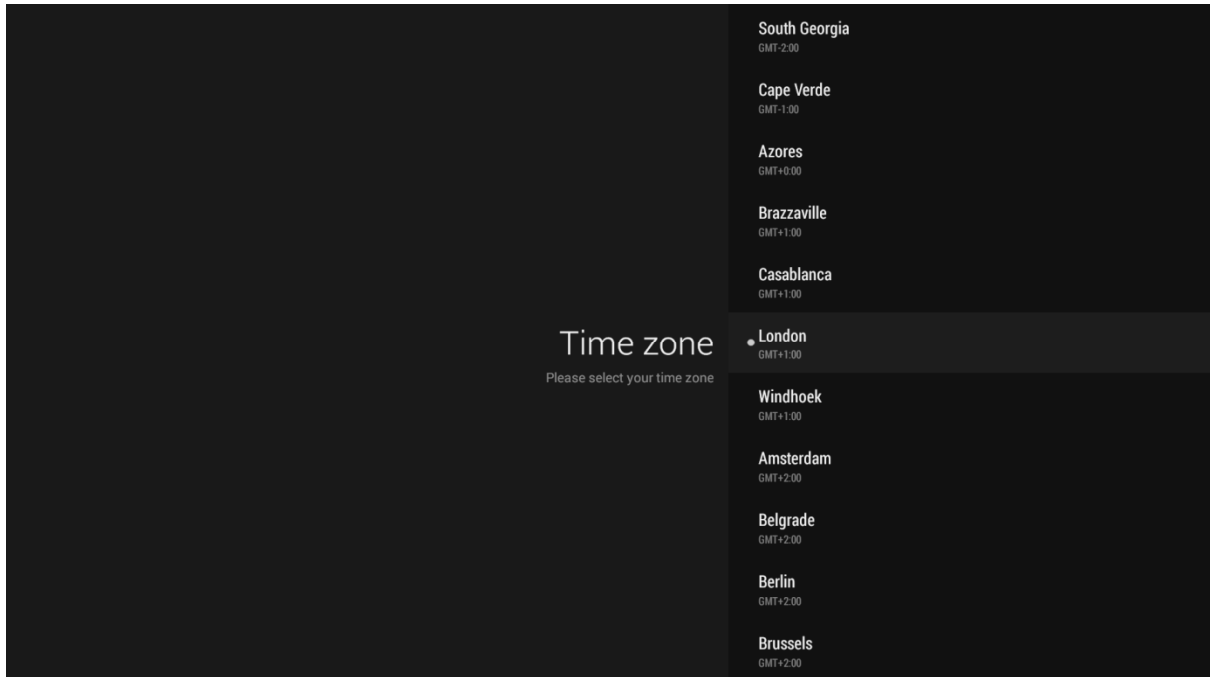 Time zone
Please select your time zone
South Georgia
GMT-2:00
Cape Verde
GMT-1:00
Azores
GMT+0:00
Brazzaville
GMT+1:00
Casablanca
GMT+1:00
London
GMT+1:00
Windhoek
GMT+1:00
Amsterdam
GMT+2:00
Belgrade
GMT+2:00
Berlin
GMT+2:00
Brussels
GMT+2:00